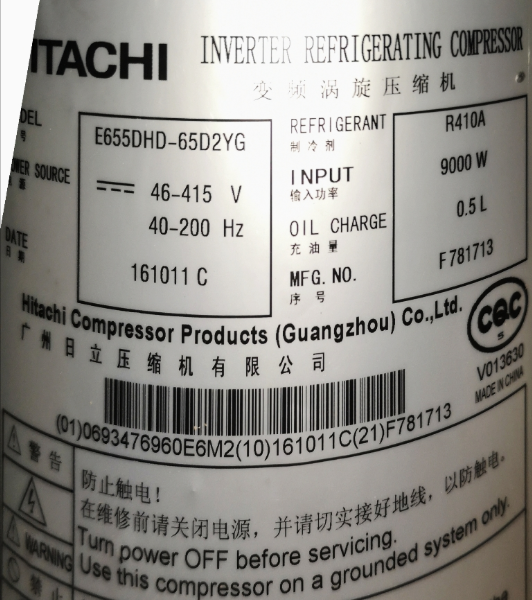 HITACHI
INVERTER REFRIGERATING COMPRESSOR
变频涡旋压缩机
E655DHD-65D2YG
POWER SOURCE
46-415 V
40-200 Hz
DATE
日期
161011 C
REFRIGERANT
制冷剂
R410A
INPUT
输入功率
9000 W
OIL CHARGE
充油量
0.5 L
MFG. NO.
序号
F781713
Hitachi Compressor Products (Guangzhou) Co.,Ltd.
广州日立压缩机有限公司
CQC
S
V013630
MADE IN CHINA
(01)0693476960E6M2(10)161011C(21)F781713
警告
WARNING
禁止
防止触电!
在维修前请关闭电源，并请切实接好地线，以防触电。
Turn power OFF before servicing.
Use this compressor on a grounded system only.